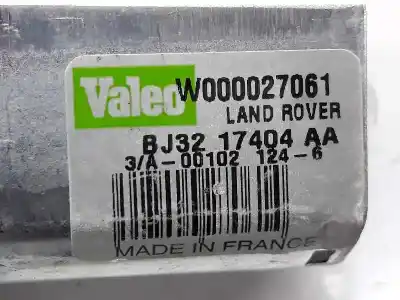 Valeo W000027061
LAND ROVER
BJ32 17404 AA
3/A-00102 124-6
MADE IN FRANCE